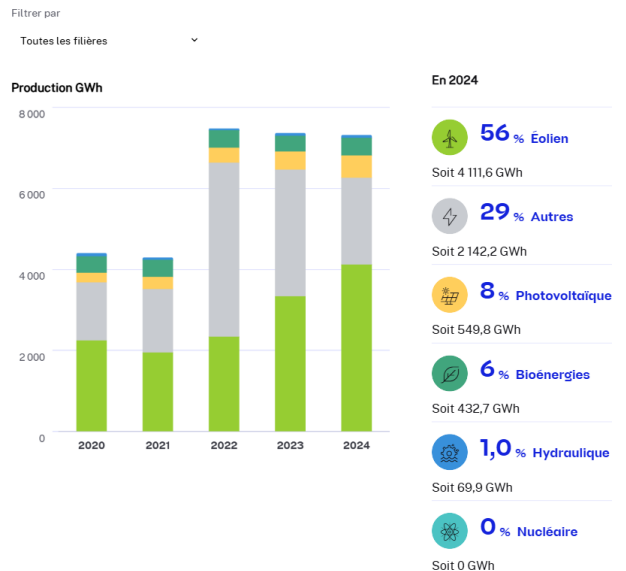 Filtrer par
Toutes les filières
Production GWh
8 000
6 000
4 000
2 000
0
2020 2021 2022 2023 2024
En 2024
56 % Éolien
Soit 4 111,6 GWh
29 % Autres
Soit 2 142,2 GWh
8 % Photovoltaïque
Soit 549,8 GWh
6 % Bioénergies
Soit 432,7 GWh
1,0 % Hydraulique
Soit 69,9 GWh
0 % Nucléaire
Soit 0 GWh